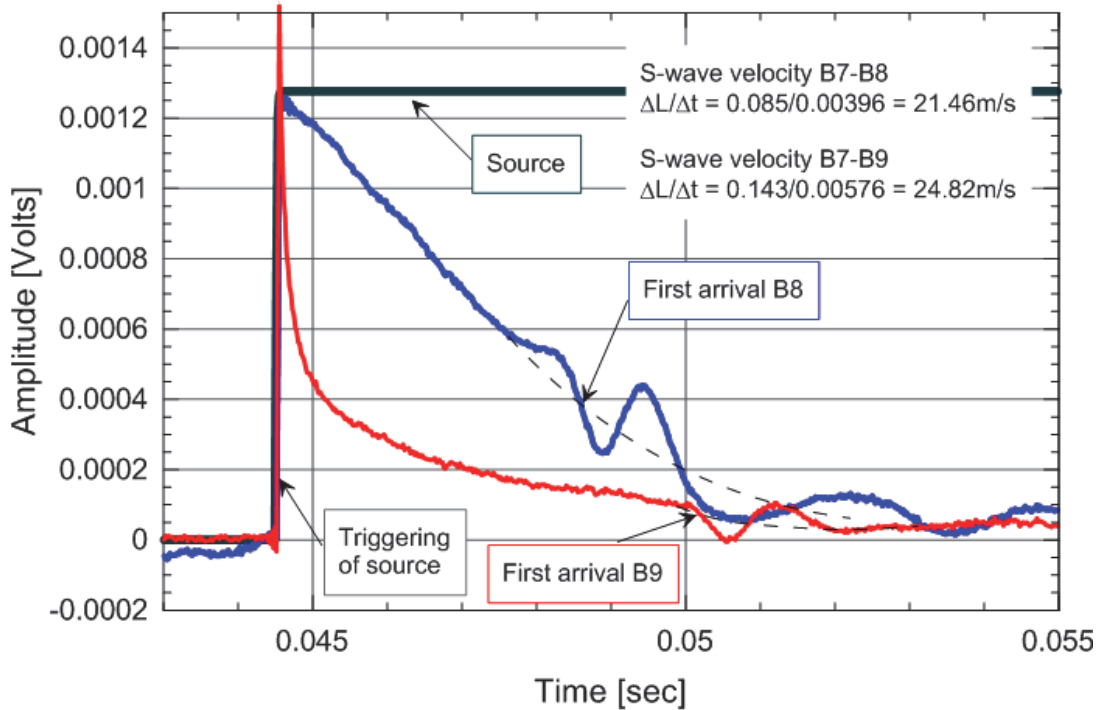 Amplitude [Volts]
0.0014
0.0012
0.001
0.0008
0.0006
0.0004
0.0002
0
-0.0002
S-wave velocity B7-B8
ΔL/Δt = 0.085/0.00396 = 21.46m/s
S-wave velocity B7-B9
ΔL/Δt = 0.143/0.00576 = 24.82m/s
Source
First arrival B8
Triggering
of source
First arrival B9
0.045
0.05
0.055
Time [sec]